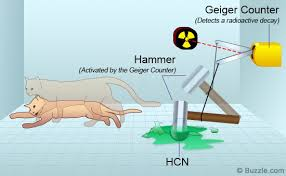 Geiger Counter
(Detects a radioactive decay)
Hammer
(Activated by the Geiger Counter)
HCN
© Buzzle.com